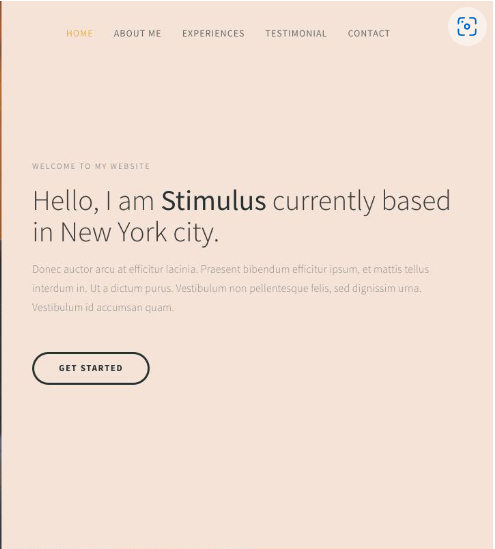 HOME ABOUT ME EXPERIENCES TESTIMONIAL CONTACT
WELCOME TO MY WEBSITE
Hello, I am Stimulus currently based
in New York city.
Donec auctor arcu at efficitur lacinia. Praesent bibendum efficitur ipsum, et mattis tellus
interdum in. Ut a dictum purus. Vestibulum non pellentesque felis, sed dignissim urna.
Vestibulum id accumsan quam.
GET STARTED